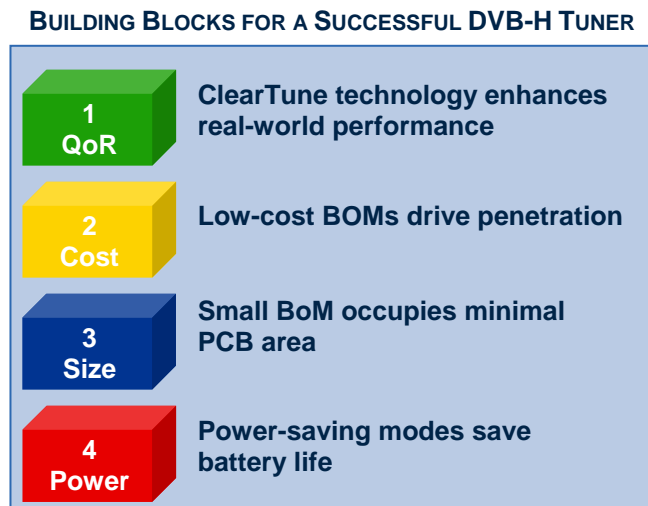 BUILDING BLOCKS FOR A SUCCESSFUL DVB-H TUNER
1
QoR
ClearTune technology enhances
real-world performance
2
Cost
Low-cost BOMs drive penetration
3
Size
Small BoM occupies minimal
PCB area
4
Power
Power-saving modes save
battery life